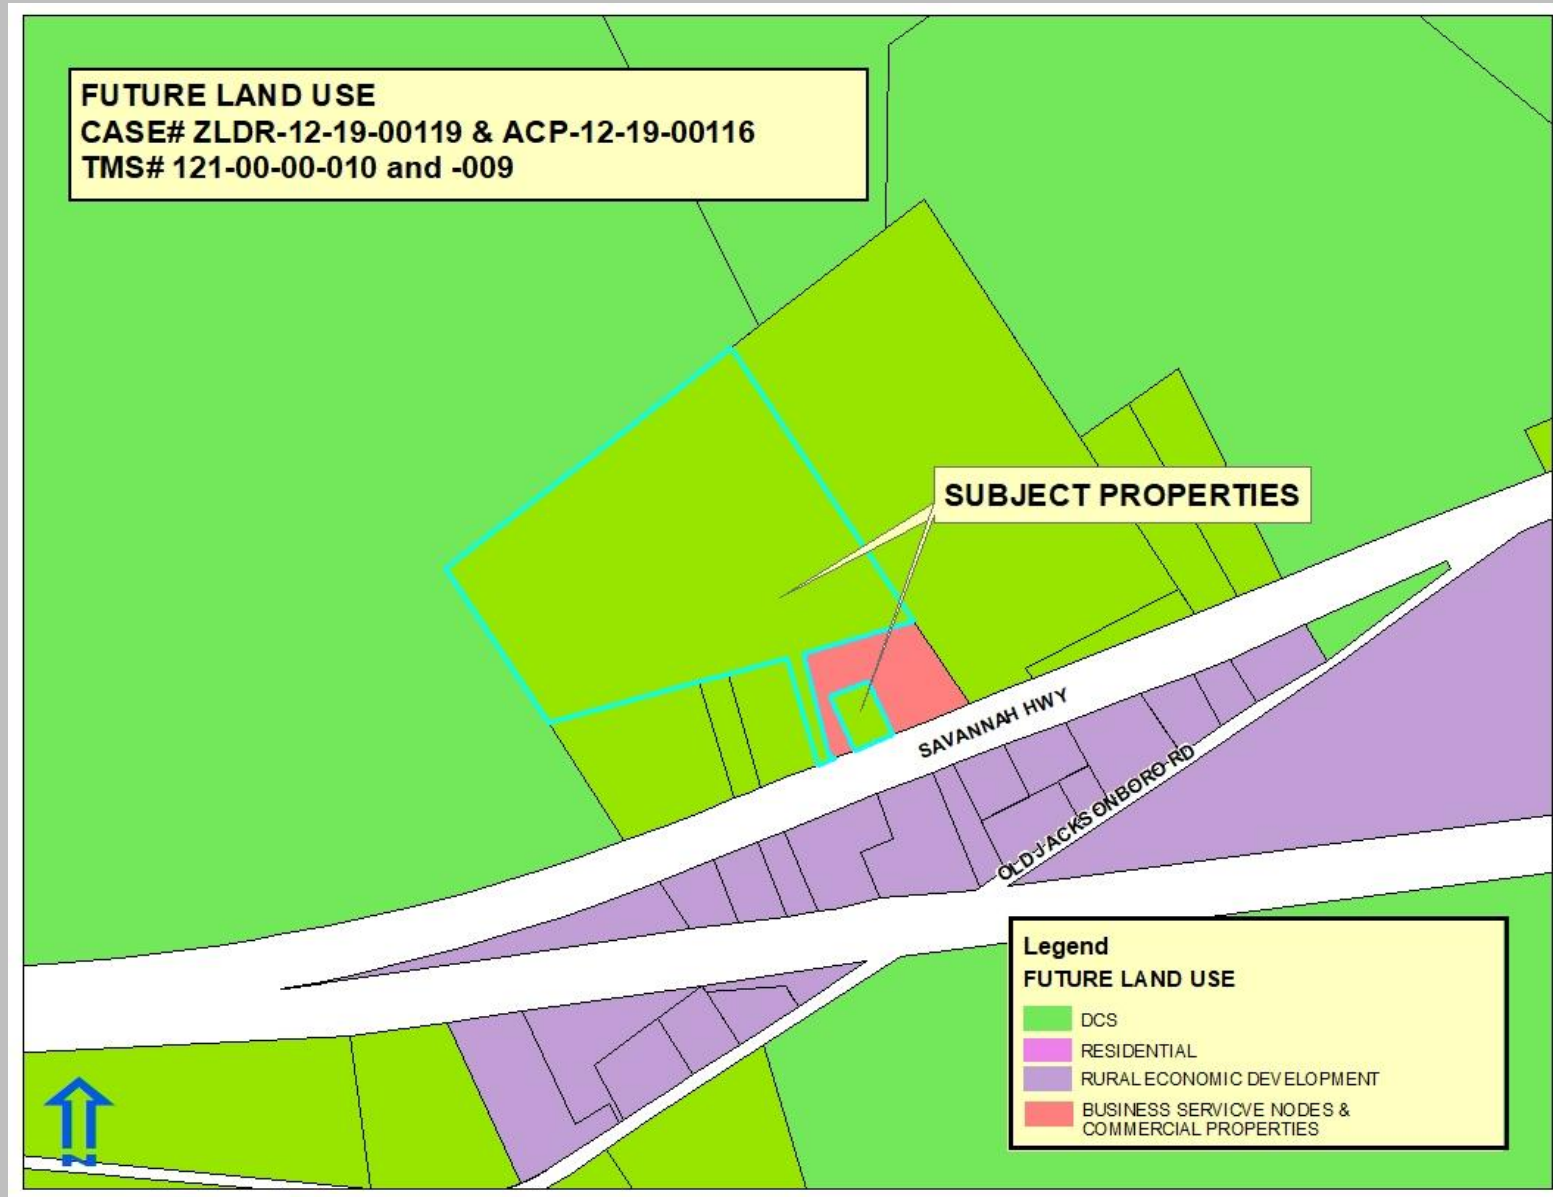 FUTURE LAND USE
CASE# ZLDR-12-19-00119 & ACP-12-19-00116
TMS# 121-00-00-010 and -009
SUBJECT PROPERTIES
SAVANNAH HWY
OLD JACKSONBORO RD
Legend
FUTURE LAND USE
DCS
RESIDENTIAL
RURAL ECONOMIC DEVELOPMENT
BUSINESS SERVICVE NODES &
COMMERCIAL PROPERTIES
N